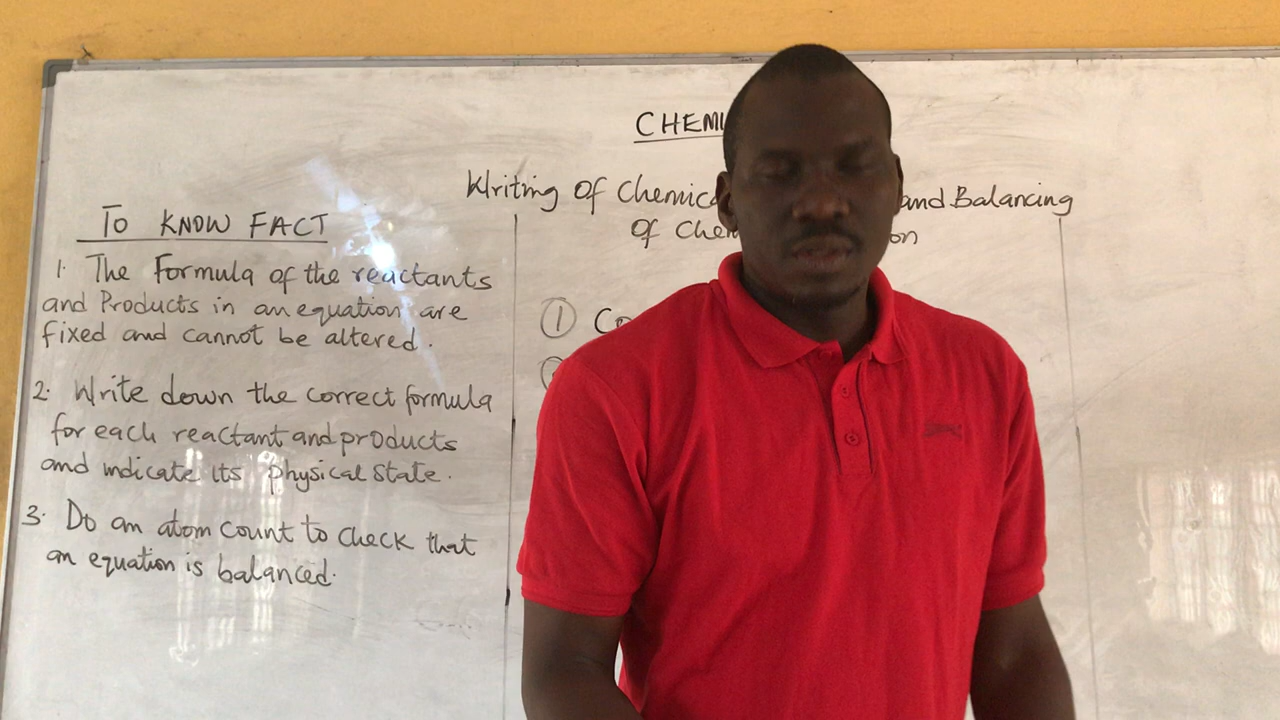 CHEMI
Writing of Chemic and Balancing
of Chem on
TO KNOW FACT
1. The Formula of the reactants
and Products in an equation are
fixed and cannot be altered.
2. Write down the correct formula
for each reactant and products
and indicate its physical state.
3. Do an atom count to check that
an equation is balanced.
1 Co